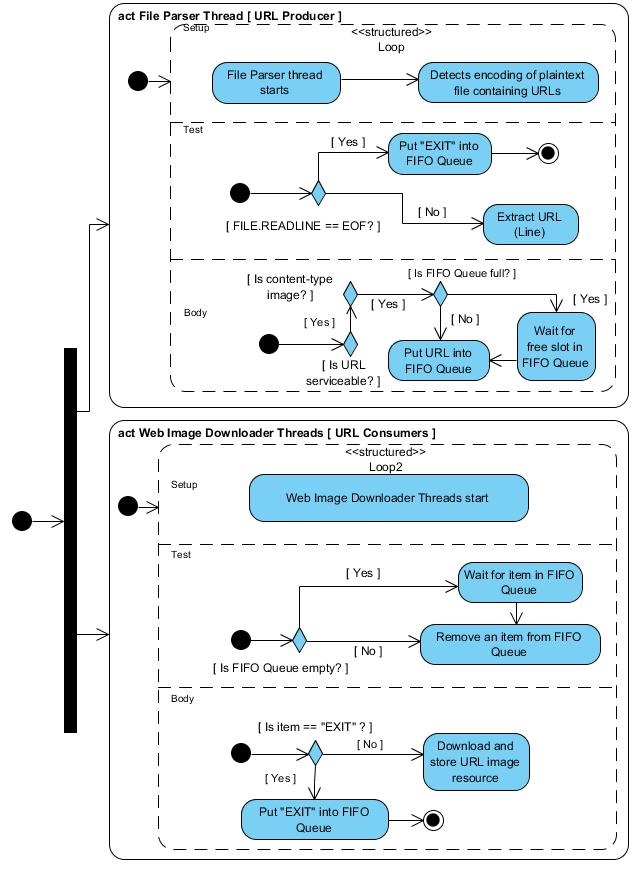 act File Parser Thread [ URL Producer ]
Setup
<<structured>>
Loop
File Parser thread
starts
Detects encoding of plaintext
file containing URLs
Test
[ Yes ]
Put "EXIT" into
FIFO Queue
[ FILE.READLINE == EOF? ]
[ No ]
Extract URL
(Line)
Body
[ Is content-type
image? ]
[ Is FIFO Queue full? ]
[ Yes ]
[ Yes ]
[ Yes ]
[ No ]
[ Is URL
serviceable? ]
Put URL into
FIFO Queue
Wait for
free slot in
FIFO Queue
act Web Image Downloader Threads [ URL Consumers ]
<<structured>>
Loop2
Setup
Web Image Downloader Threads start
Test
[ Yes ]
Wait for item in FIFO
Queue
[ No ]
Remove an item from FIFO
Queue
[ Is FIFO Queue empty? ]
Body
[ Is item == "EXIT" ? ]
[ No ]
Download and
store URL image
resource
[ Yes ]
Put "EXIT" into FIFO
Queue